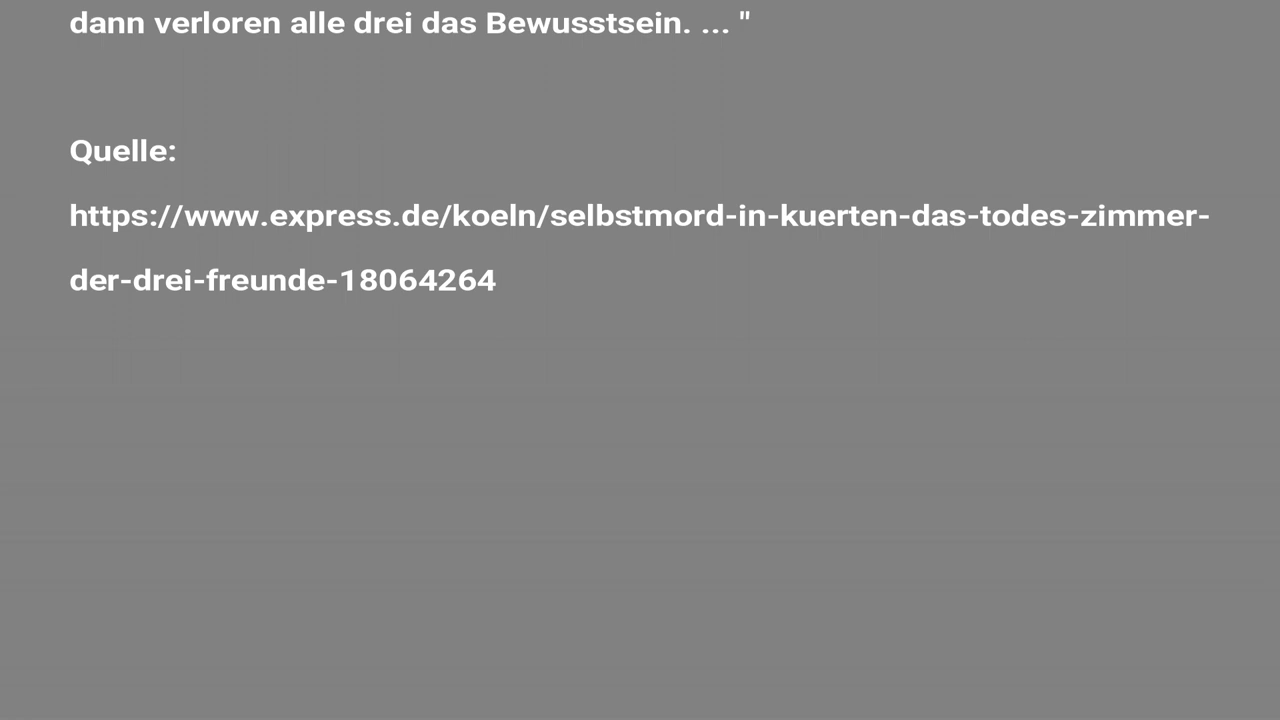 dann verloren alle drei das Bewusstsein. ... "
Quelle:
https://www.express.de/koeln/selbstmord-in-kuerten-das-todes-zimmer-
der-drei-freunde-18064264